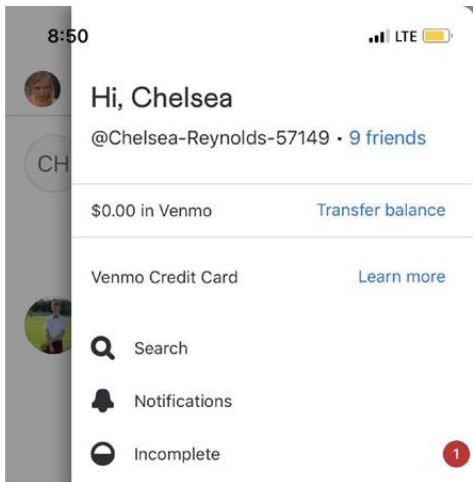 8:50 LTE
CH
Hi, Chelsea
@Chelsea-Reynolds-57149 • 9 friends
$0.00 in Venmo Transfer balance
Venmo Credit Card Learn more
Search
Notifications
Incomplete 1